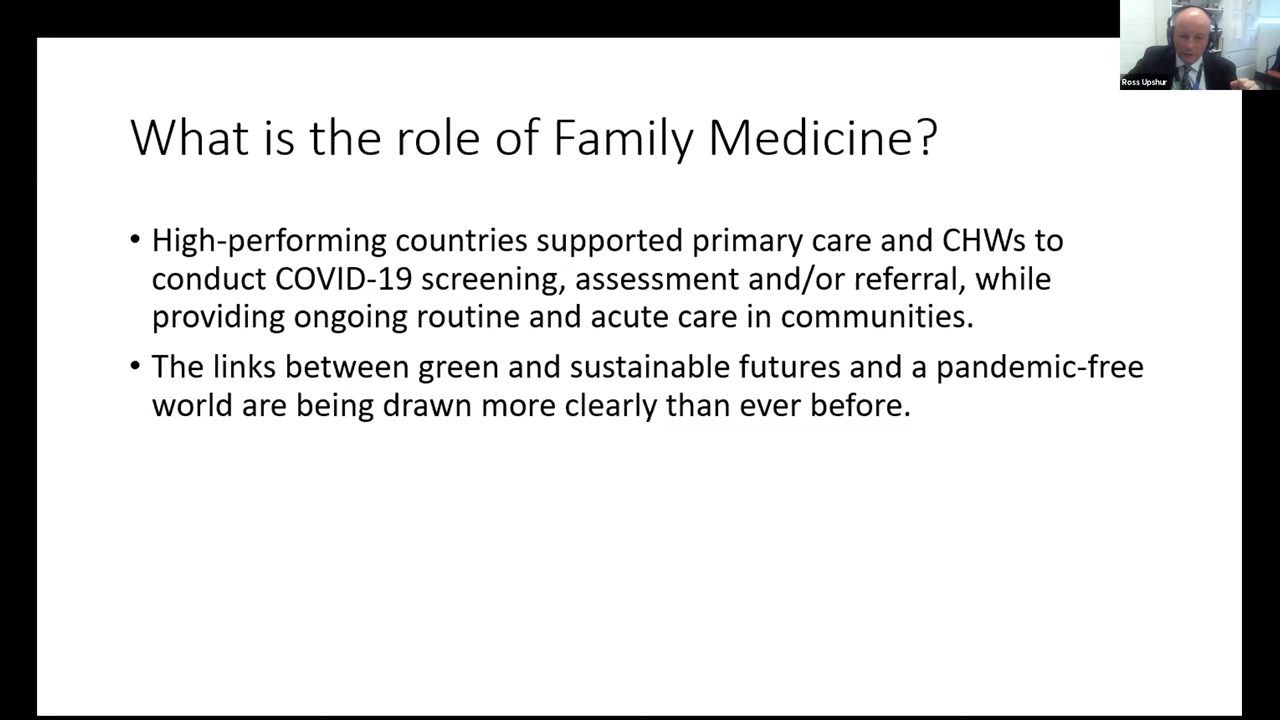 Ross Upshur
What is the role of Family Medicine?
• High-performing countries supported primary care and CHWs to
conduct COVID-19 screening, assessment and/or referral, while
providing ongoing routine and acute care in communities.
• The links between green and sustainable futures and a pandemic-free
world are being drawn more clearly than ever before.